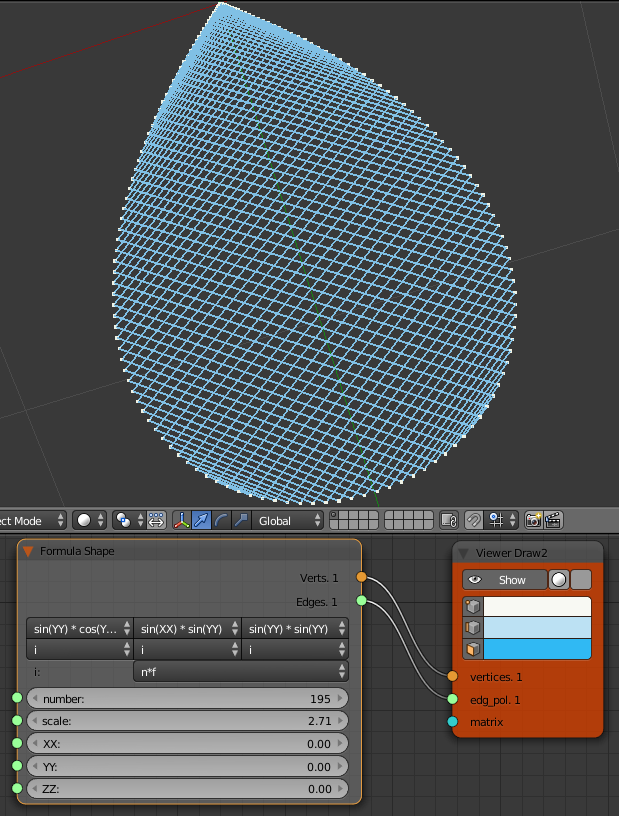 ect Mode
Global
Formula Shape
Verts. 1
Edges. 1
sin(YY) * cos(Y... sin(XX) * sin(YY) sin(YY) * sin(YY)
i i i
i: n*f
number: 195
scale: 2.71
XX: 0.00
YY: 0.00
ZZ: 0.00
Viewer Draw2
Show
vertices. 1
edg_pol. 1
matrix